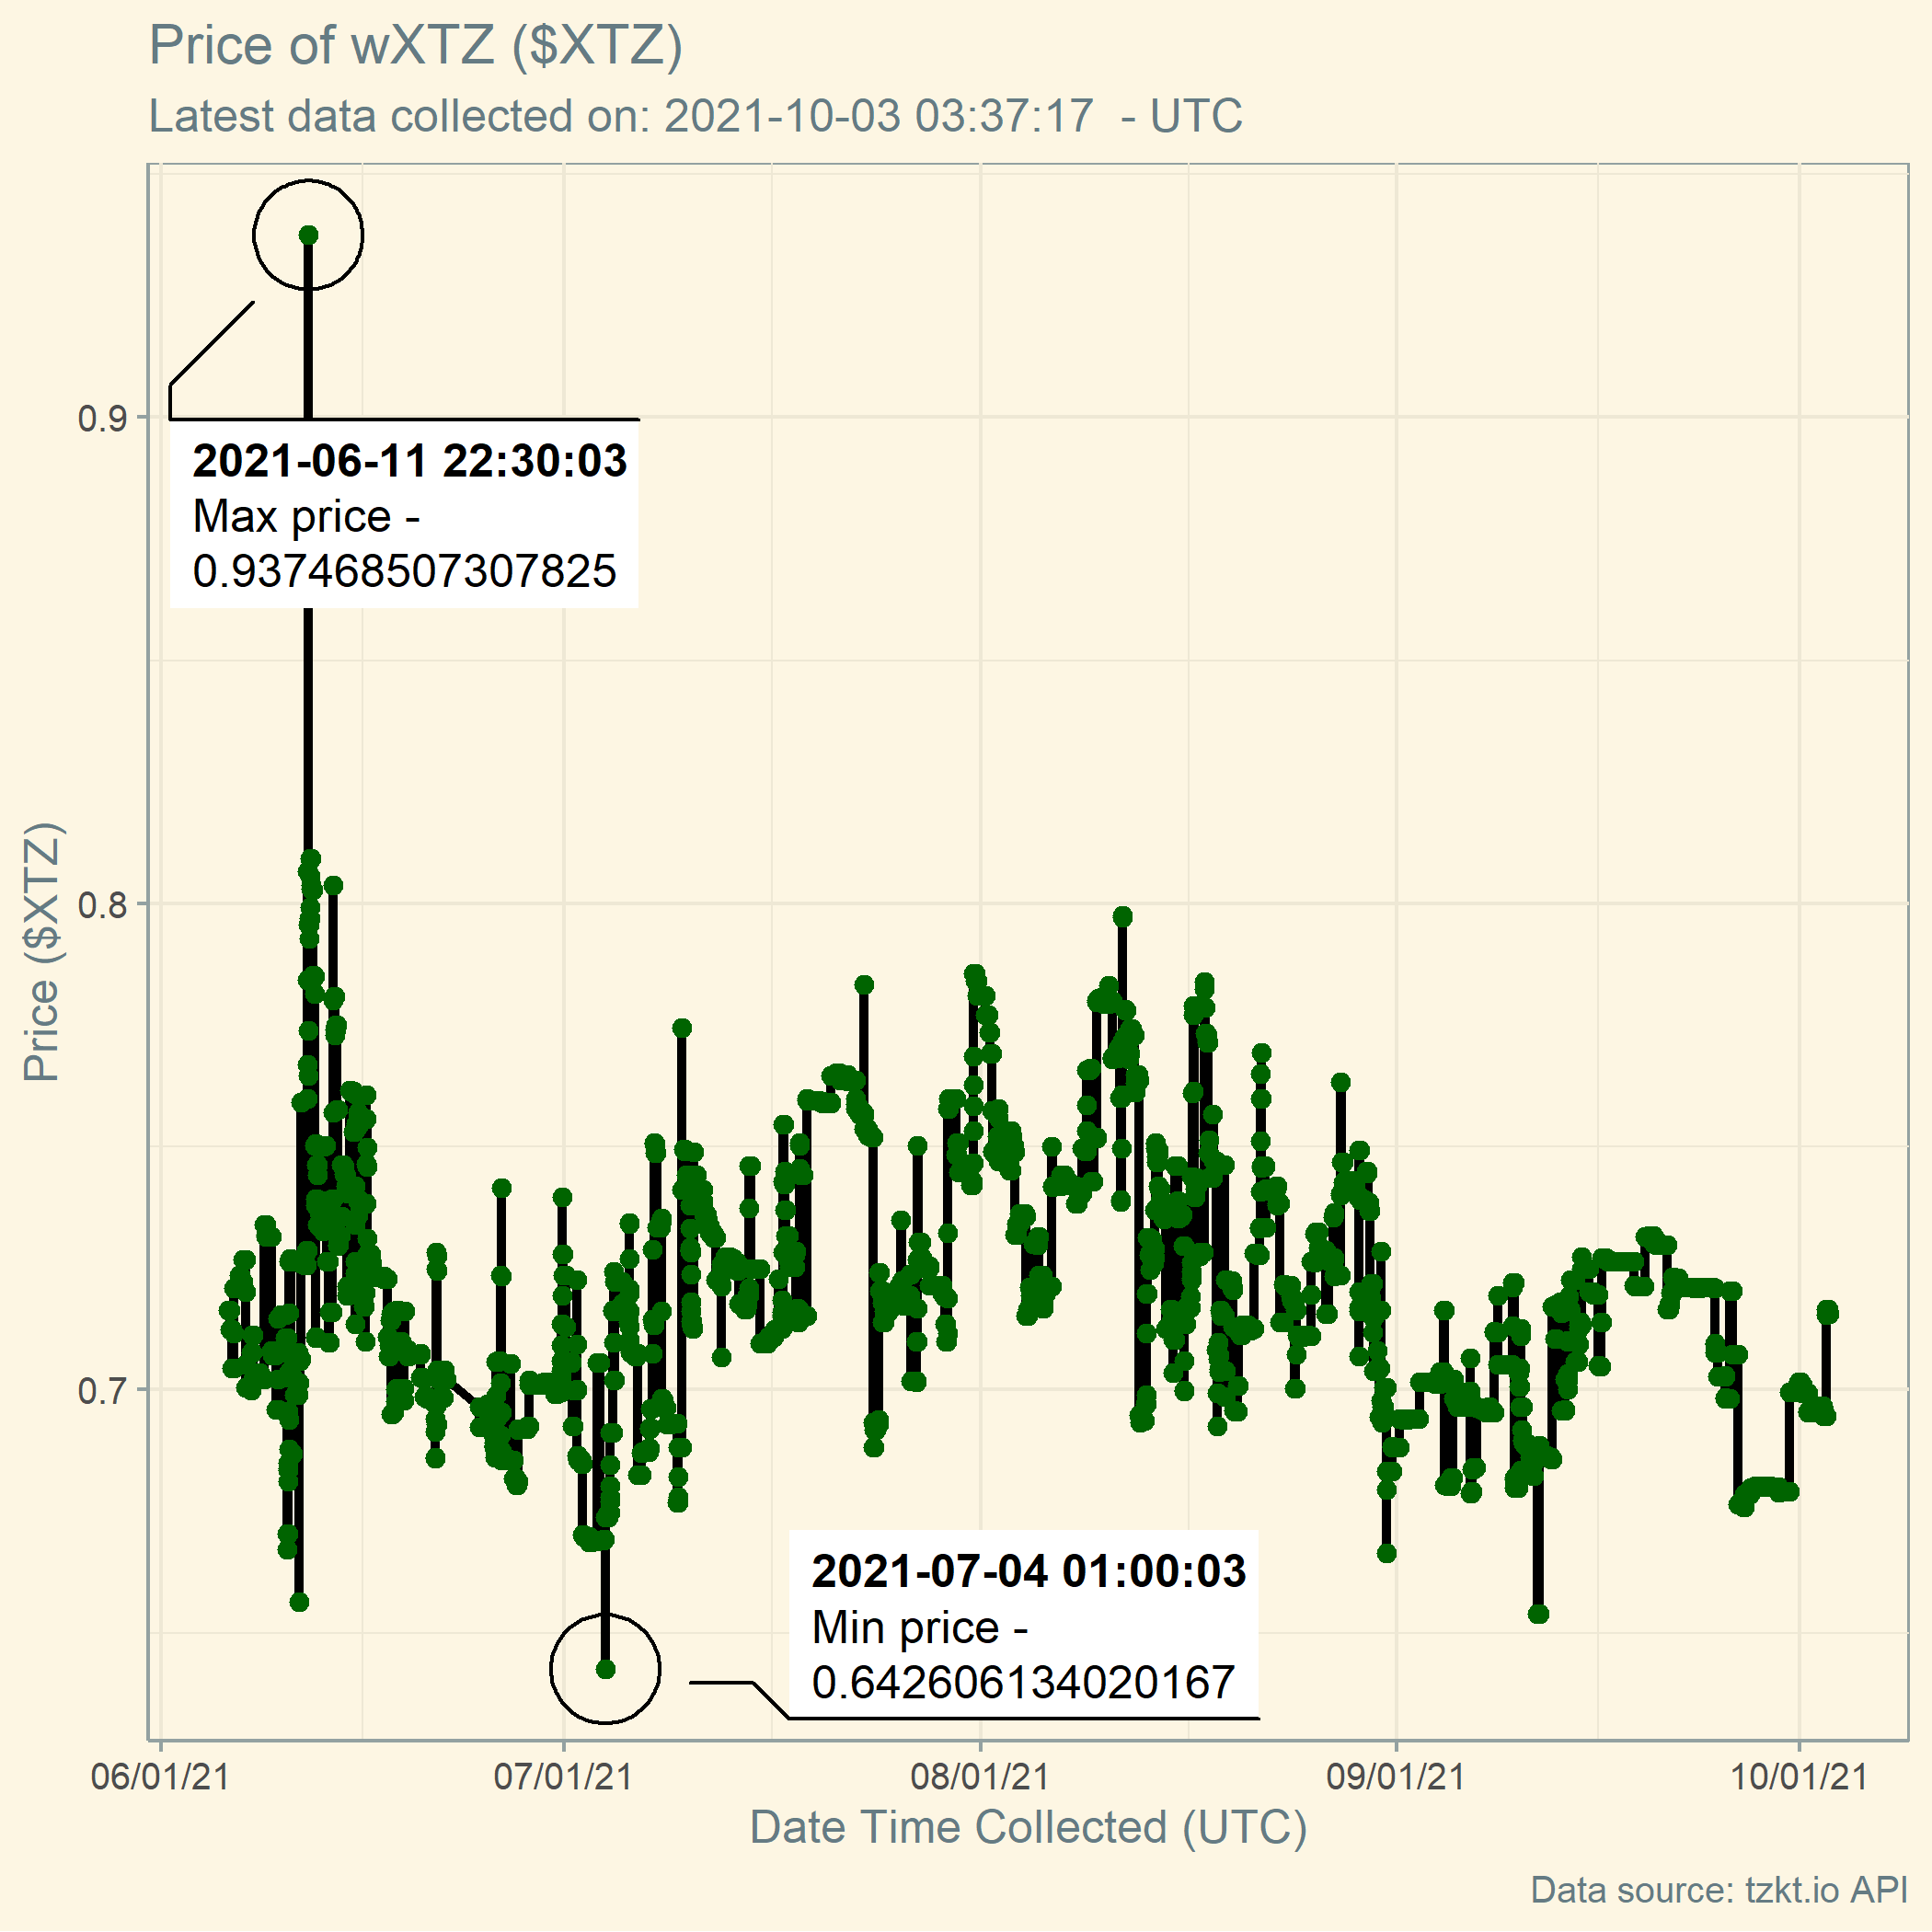 Price of wXTZ ($XTZ)
Latest data collected on: 2021-10-03 03:37:17 - UTC
0.9
0.8
0.7
Price ($XTZ)
2021-06-11 22:30:03
Max price -
0.937468507307825
2021-07-04 01:00:03
Min price -
0.642606134020167
06/01/21
07/01/21
08/01/21
09/01/21
10/01/21
Date Time Collected (UTC)
Data source: tzkt.io API